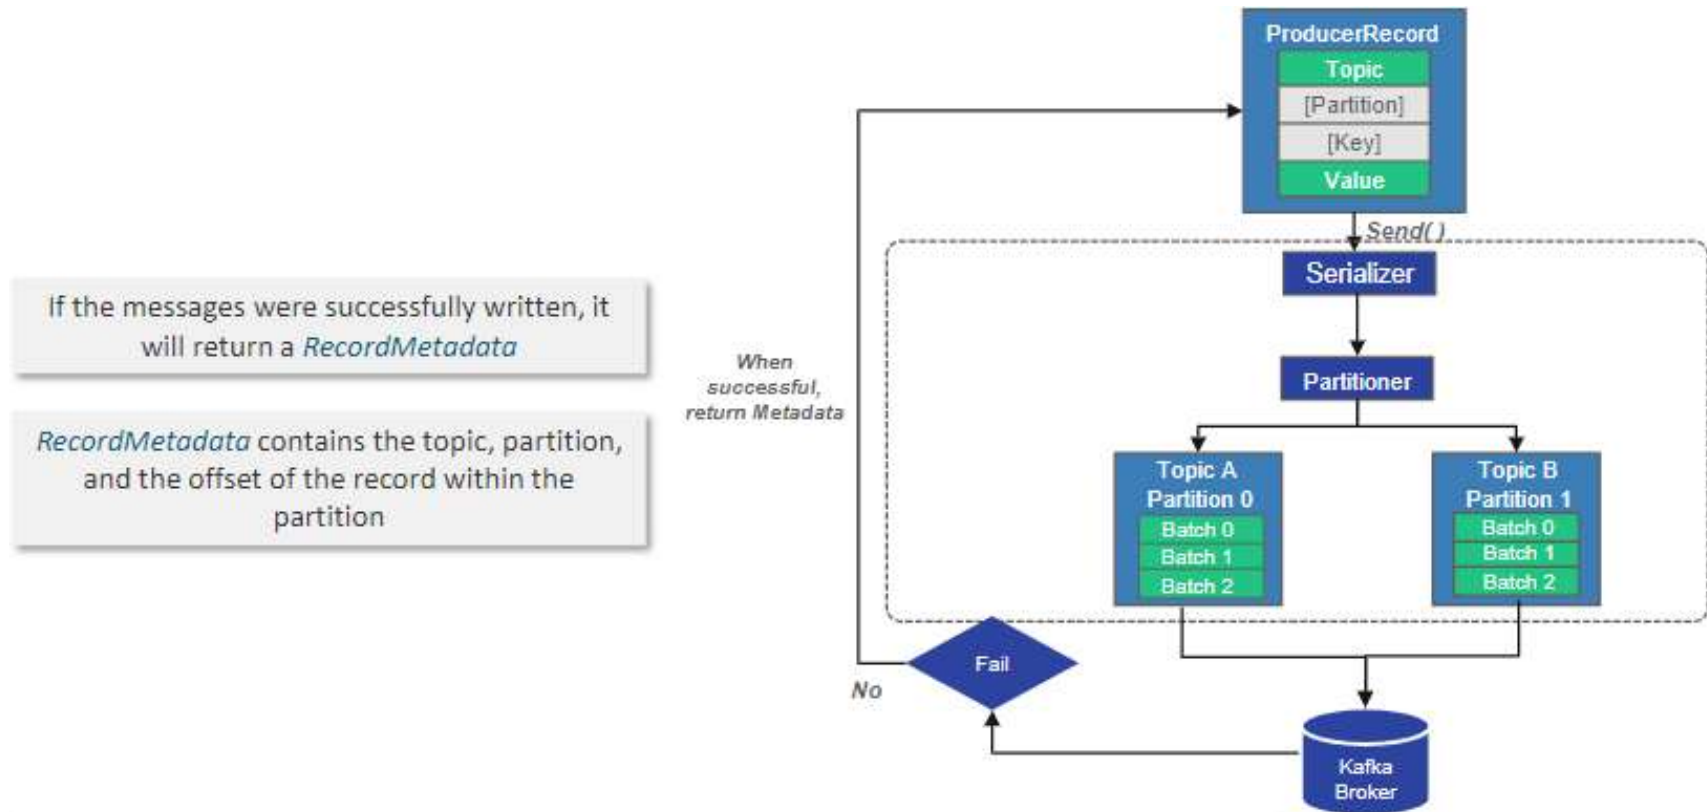 If the messages were successfully written, it
will return a RecordMetadata
RecordMetadata contains the topic, partition,
and the offset of the record within the
partition
When
successful,
return Metadata
ProducerRecord
Topic
[Partition]
[Key]
Value
Send( )
Serializer
Partitioner
Topic A
Partition 0
Batch 0
Batch 1
Batch 2
Topic B
Partition 1
Batch 0
Batch 1
Batch 2
Fail
No
Kafka
Broker